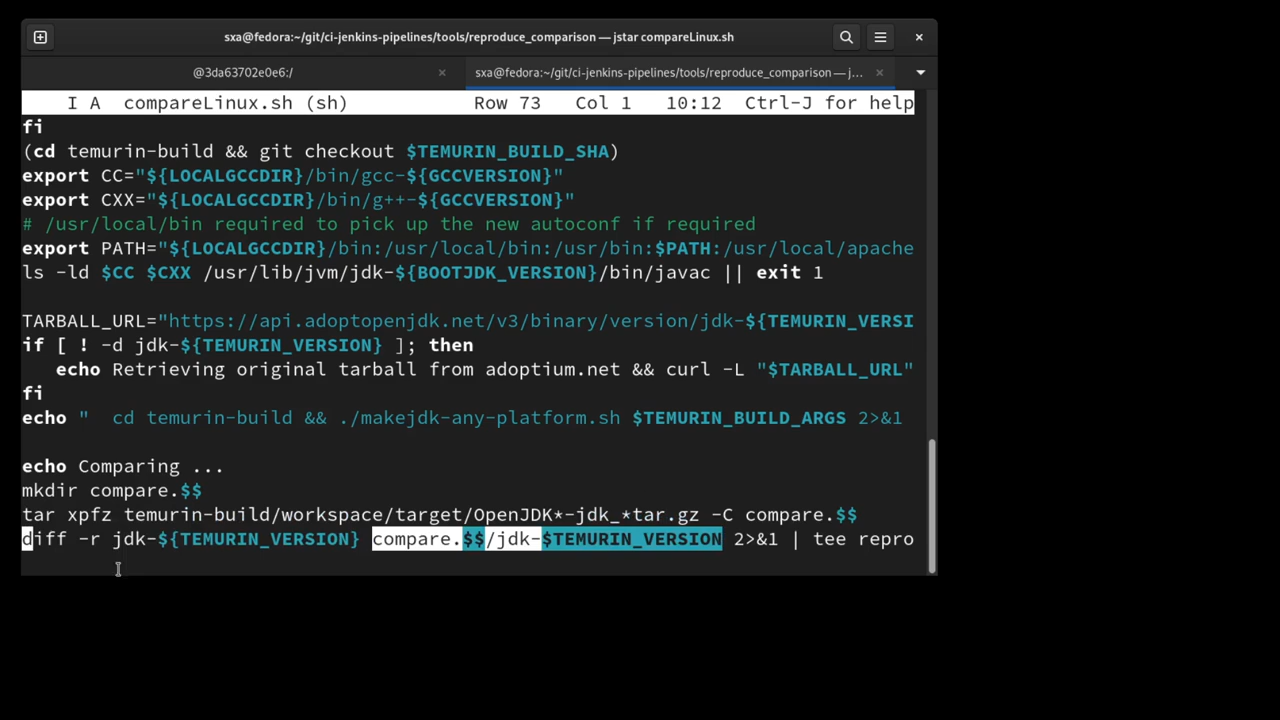 sxa@fedora:~/git/ci-jenkins-pipelines/tools/reproduce_comparison — jstar compareLinux.sh
@3da63702e0e6:/
sxa@fedora:~/git/ci-jenkins-pipelines/tools/reproduce_comparison — j...
I A compareLinux.sh (sh) Row 73 Col 1 10:12 Ctrl-J for help
fi
(cd temurin-build && git checkout $TEMURIN_BUILD_SHA)
export CC="${LOCALGCCDIR}/bin/gcc-${GCCVERSION}"
export CXX="${LOCALGCCDIR}/bin/g++-${GCCVERSION}"
# /usr/local/bin required to pick up the new autoconf if required
export PATH="${LOCALGCCDIR}/bin:/usr/local/bin:/usr/bin:$PATH:/usr/local/apache
ls -ld $CC $CXX /usr/lib/jvm/jdk-${BOOTJDK_VERSION}/bin/javac || exit 1
TARBALL_URL="https://api.adoptopenjdk.net/v3/binary/version/jdk-${TEMURIN_VERSI
if [ ! -d jdk-${TEMURIN_VERSION} ]; then
   echo Retrieving original tarball from adoptium.net && curl -L "$TARBALL_URL"
fi
echo "  cd temurin-build && ./makejdk-any-platform.sh $TEMURIN_BUILD_ARGS 2>&1
echo Comparing ...
mkdir compare.$$
tar xpfz temurin-build/workspace/target/OpenJDK*-jdk_*tar.gz -C compare.$$
diff -r jdk-${TEMURIN_VERSION} compare.$$/jdk-$TEMURIN_VERSION 2>&1 | tee repro